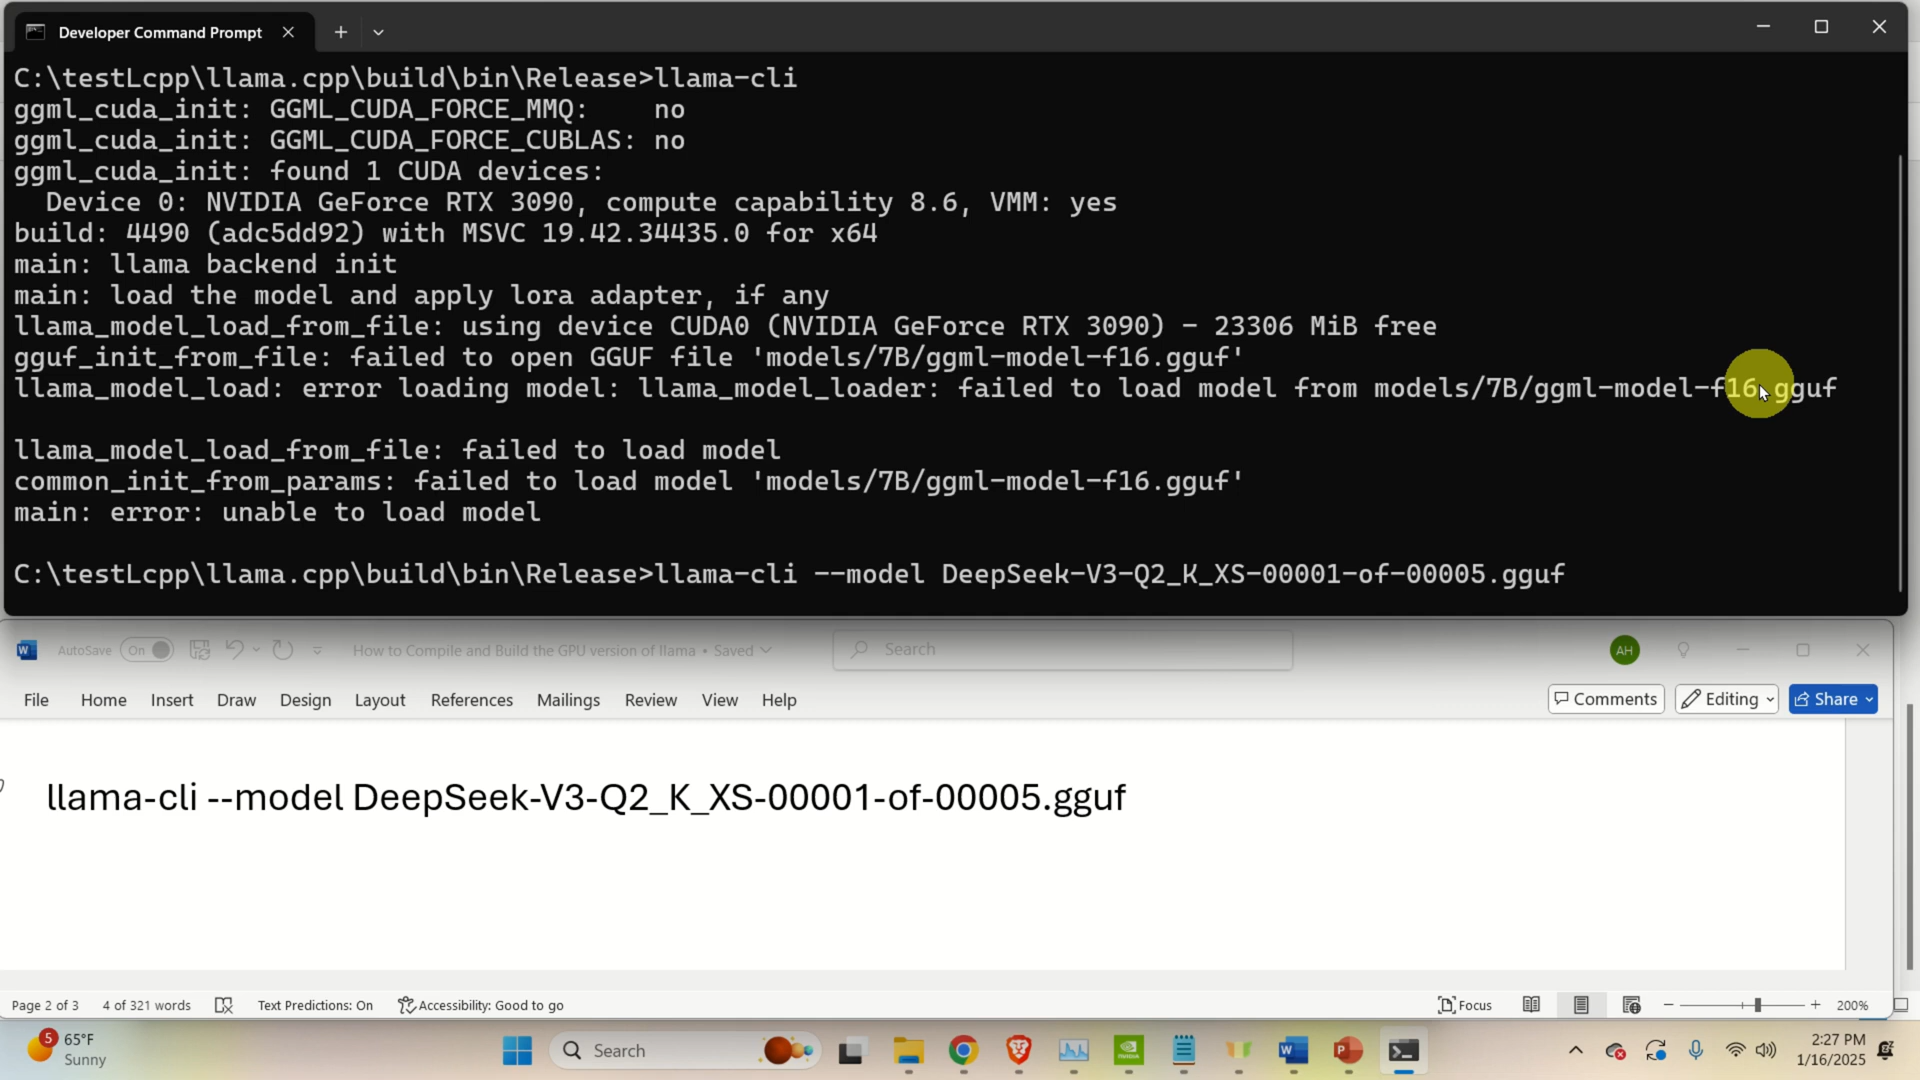 Developer Command Prompt
C:\testLcpp\llama.cpp\build\bin\Release>llama-cli
ggml_cuda_init: GGML_CUDA_FORCE_MMQ:    no
ggml_cuda_init: GGML_CUDA_FORCE_CUBLAS: no
ggml_cuda_init: found 1 CUDA devices:
  Device 0: NVIDIA GeForce RTX 3090, compute capability 8.6, VMM: yes
build: 4490 (adc5dd92) with MSVC 19.42.34435.0 for x64
main: llama backend init
main: load the model and apply lora adapter, if any
llama_model_load_from_file: using device CUDA0 (NVIDIA GeForce RTX 3090) - 23306 MiB free
gguf_init_from_file: failed to open GGUF file 'models/7B/ggml-model-f16.gguf'
llama_model_load: error loading model: llama_model_loader: failed to load model from models/7B/ggml-model-f16.gguf
llama_model_load_from_file: failed to load model
common_init_from_params: failed to load model 'models/7B/ggml-model-f16.gguf'
main: error: unable to load model
C:\testLcpp\llama.cpp\build\bin\Release>llama-cli --model DeepSeek-V3-Q2_K_XS-00001-of-00005.gguf
W AutoSave On How to Compile and Build the GPU version of llama • Saved Search AH
File Home Insert Draw Design Layout References Mailings Review View Help Comments Editing Share
llama-cli --model DeepSeek-V3-Q2_K_XS-00001-of-00005.gguf
Page 2 of 3 4 of 321 words Text Predictions: On Accessibility: Good to go Focus 200%
5 65°F Search 2:27 PM
Sunny 1/16/2025